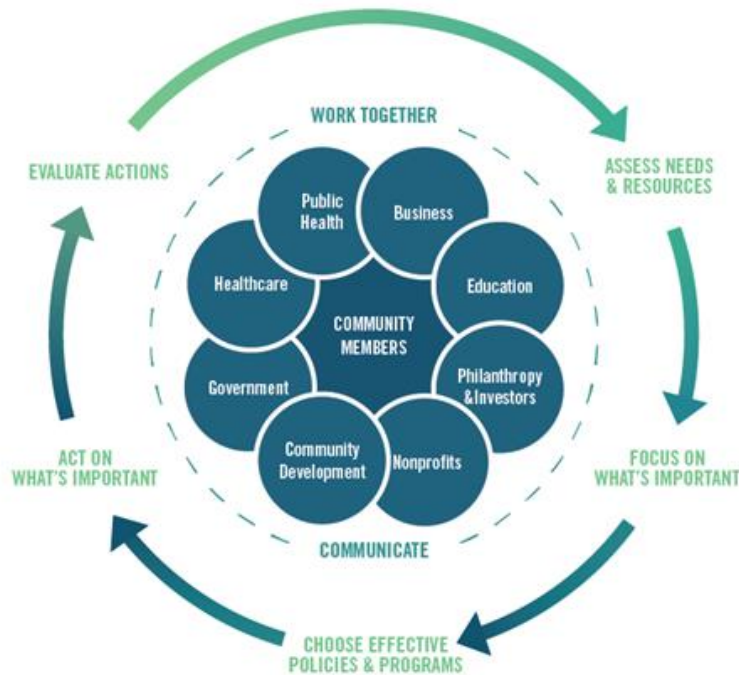 WORK TOGETHER
EVALUATE ACTIONS
ASSESS NEEDS
& RESOURCES
Public
Health
Business
Healthcare
Education
COMMUNITY
MEMBERS
Government
Philanthropy
& Investors
Community
Development
Nonprofits
ACT ON
WHAT'S IMPORTANT
FOCUS ON
WHAT'S IMPORTANT
COMMUNICATE
CHOOSE EFFECTIVE
POLICIES & PROGRAMS